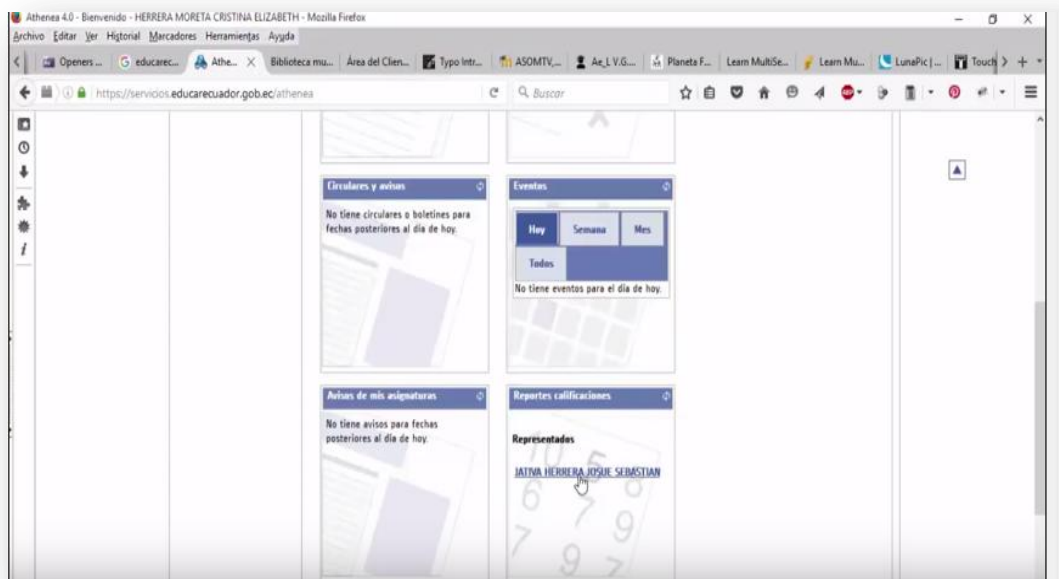 Athenea 4.0 - Bienvenido - HERRERA MORETA CRISTINA ELIZABETH - Mozilla Firefox
Archivo Editar Ver Historial Marcadores Herramientas Ayuda
Openers ... educarec... Athe... Biblioteca mu... Área del Clien... Typo Intr... ASOMTV,... Ae_L V.G.... Planeta F... Learn MultiSe... Learn Mu... LunaPic |... Touch
https://servicios.educarecuador.gob.ec/athenea Buscar
Circulares y avisos
No tiene circulares o boletines para
fechas posteriores al día de hoy.
Eventos
Hoy Semana Mes
Todos
No tiene eventos para el día de hoy.
Avisos de mis asignaturas
No tiene avisos para fechas
posteriores al día de hoy.
Reportes calificaciones
Representados
JATIVA HERRERA JOSUE SEBASTIAN